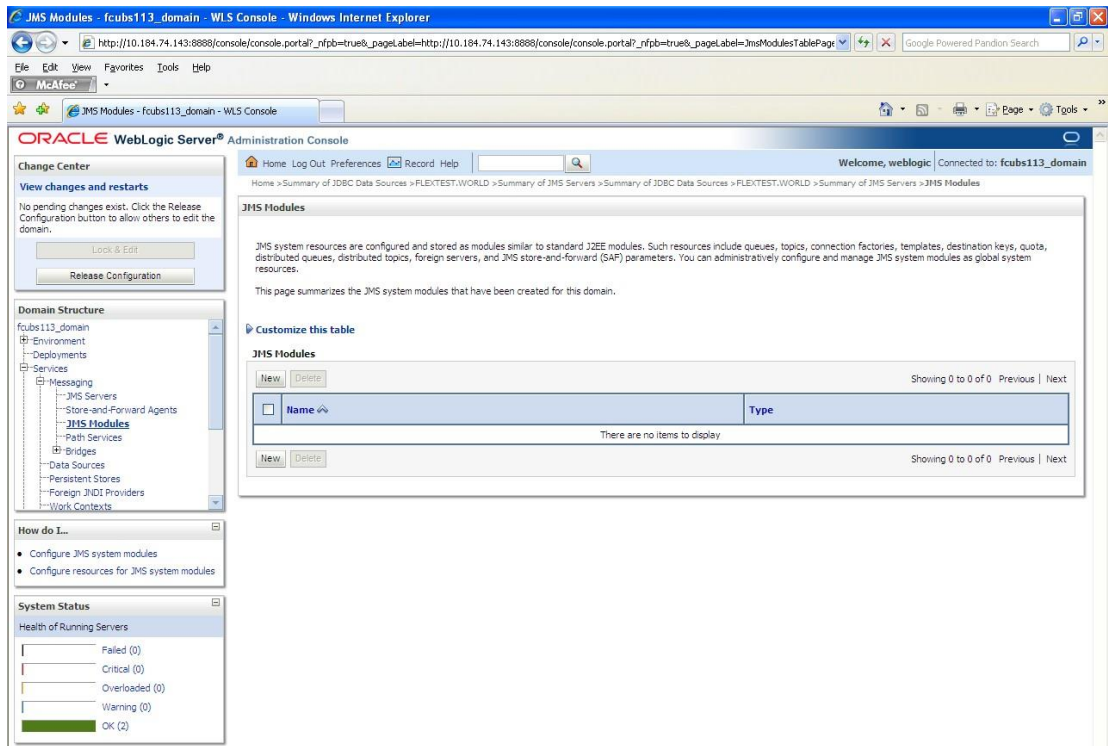 JMS Modules - fcubs113_domain - WLS Console - Windows Internet Explorer
http://10.184.74.143:8888/console/console.portal?_nfpb=true&_pageLabel=http://10.184.74.143:8888/console/console.portal?_nfpb=true&_pageLabel=JmsModulesTablePage
Google Powered Pandion Search
File Edit View Favorites Tools Help
McAfee
JMS Modules - fcubs113_domain - WLS Console
Page Tools »
ORACLE WebLogic Server® Administration Console
Change Center
View changes and restarts
No pending changes exist. Click the Release
Configuration button to allow others to edit the
domain.
Lock & Edit
Release Configuration
Domain Structure
fcubs113_domain
Environment
Deployments
Services
Messaging
JMS Servers
Store-and-Forward Agents
JMS Modules
Path Services
Bridges
Data Sources
Persistent Stores
Foreign JNDI Providers
Work Contexts
How do I...
Configure JMS system modules
Configure resources for JMS system modules
System Status
Health of Running Servers
Failed (0)
Critical (0)
Overloaded (0)
Warning (0)
OK (2)
Home Log Out Preferences Record Help
Welcome, weblogic Connected to: fcubs113_domain
Home >Summary of JDBC Data Sources >FLEXTEST.WORLD >Summary of JMS Servers >Summary of JDBC Data Sources >FLEXTEST.WORLD >Summary of JMS Servers >JMS Modules
JMS Modules
JMS system resources are configured and stored as modules similar to standard J2EE modules. Such resources include queues, topics, connection factories, templates, destination keys, quota,
distributed queues, distributed topics, foreign servers, and JMS store-and-forward (SAF) parameters. You can administratively configure and manage JMS system modules as global system
resources.
This page summarizes the JMS system modules that have been created for this domain.
Customize this table
JMS Modules
New Delete
Showing 0 to 0 of 0 Previous | Next
Name Type
There are no items to display
New Delete
Showing 0 to 0 of 0 Previous | Next